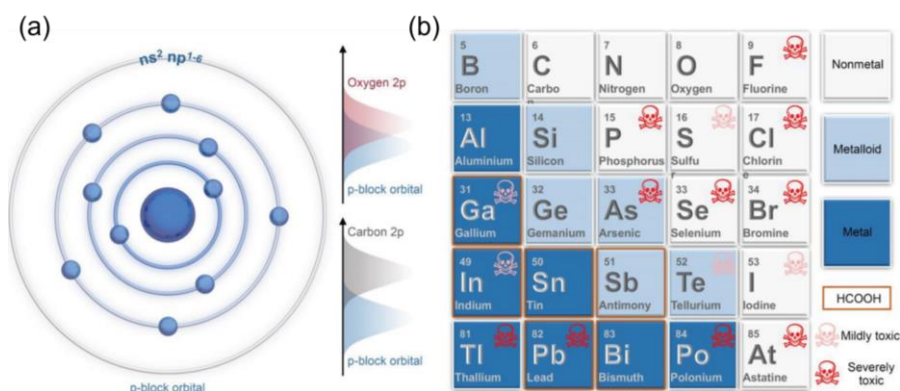 (a)
ns² np¹⁻⁶
p-block orbital
Oxygen 2p
p-block orbital
Carbon 2p
p-block orbital
(b)
5 6 7 8 9
B C N O F
Boron Carbo Nitrogen Oxygen Fluorine
n
13 14 15 16 17
Al Si P S Cl
Aluminium Silicon Phosphorus Sulfu Chlorin
r e
31 32 33 33 34
Ga Ge As Se Br
Gallium Gemanium Arsenic Selenium Bromine
49 50 51 52 53
In Sn Sb Te I
Indium Tin Antimony Tellurium Iodine
81 82 83 84 85
Tl Pb Bi Po At
Thallium Lead Bismuth Polonium Astatine
Nonmetal
Metalloid
Metal
HCOOH
Mildly toxic
Severely
toxic